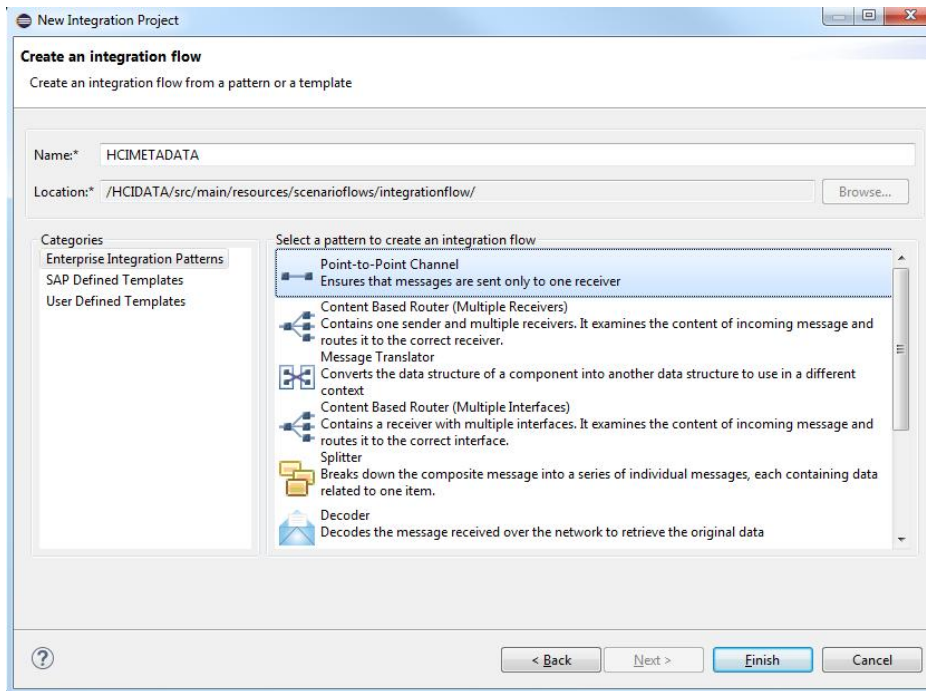 New Integration Project
Create an integration flow
Create an integration flow from a pattern or a template
Name:* HCIMETADATA
Location:* /HCIDATA/src/main/resources/scenarioflows/integrationflow/ Browse...
Categories
Enterprise Integration Patterns
SAP Defined Templates
User Defined Templates
Select a pattern to create an integration flow
Point-to-Point Channel
Ensures that messages are sent only to one receiver
Content Based Router (Multiple Receivers)
Contains one sender and multiple receivers. It examines the content of incoming message and
routes it to the correct receiver.
Message Translator
Converts the data structure of a component into another data structure to use in a different
context
Content Based Router (Multiple Interfaces)
Contains a receiver with multiple interfaces. It examines the content of incoming message and
routes it to the correct interface.
Splitter
Breaks down the composite message into a series of individual messages, each containing data
related to one item.
Decoder
Decodes the message received over the network to retrieve the original data
? < Back Next > Finish Cancel